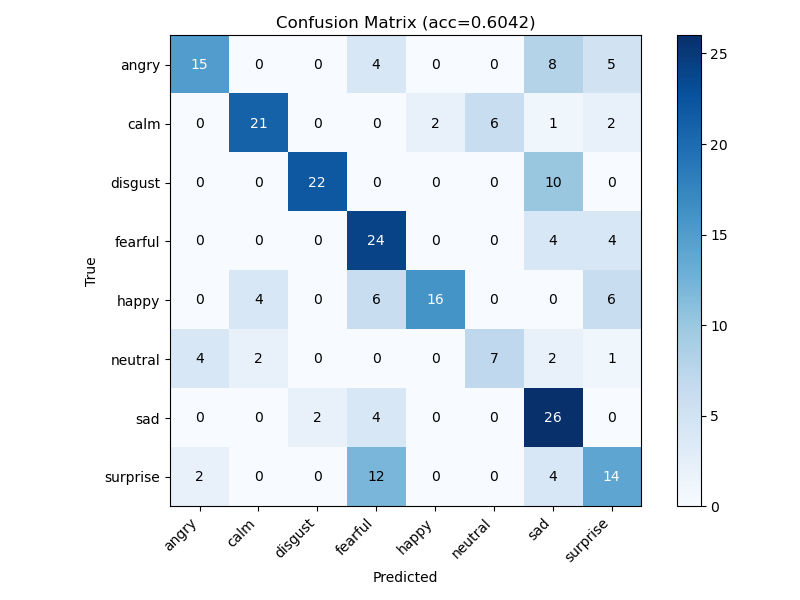 Confusion Matrix (acc=0.6042)
angry 15 0 0 4 0 0 8 5
calm 0 21 0 0 2 6 1 2
disgust 0 0 22 0 0 0 10 0
fearful 0 0 0 24 0 0 4 4
happy 0 4 0 6 16 0 0 6
neutral 4 2 0 0 0 7 2 1
sad 0 0 2 4 0 0 26 0
surprise 2 0 0 12 0 0 4 14
angry calm disgust fearful happy neutral sad surprise
Predicted
True
25
20
15
10
5
0